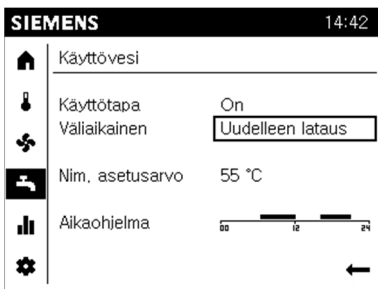 SIEMENS 14:42
Käyttövesi
Käyttötapa On
Väliaikainen Uudelleen lataus
Nim. asetusarvo 55 °C
Aikaohjelma
00 12 24